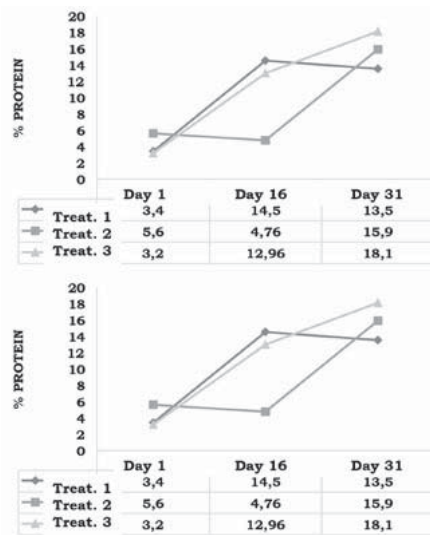 20
18
16
14
12
10
8
6
4
2
0
% PROTEIN
Day 1 Day 16 Day 31
Treat. 1 3,4 14,5 13,5
Treat. 2 5,6 4,76 15,9
Treat. 3 3,2 12,96 18,1
20
18
16
14
12
10
8
6
4
2
0
% PROTEIN
Day 1 Day 16 Day 31
Treat. 1 3,4 14,5 13,5
Treat. 2 5,6 4,76 15,9
Treat. 3 3,2 12,96 18,1